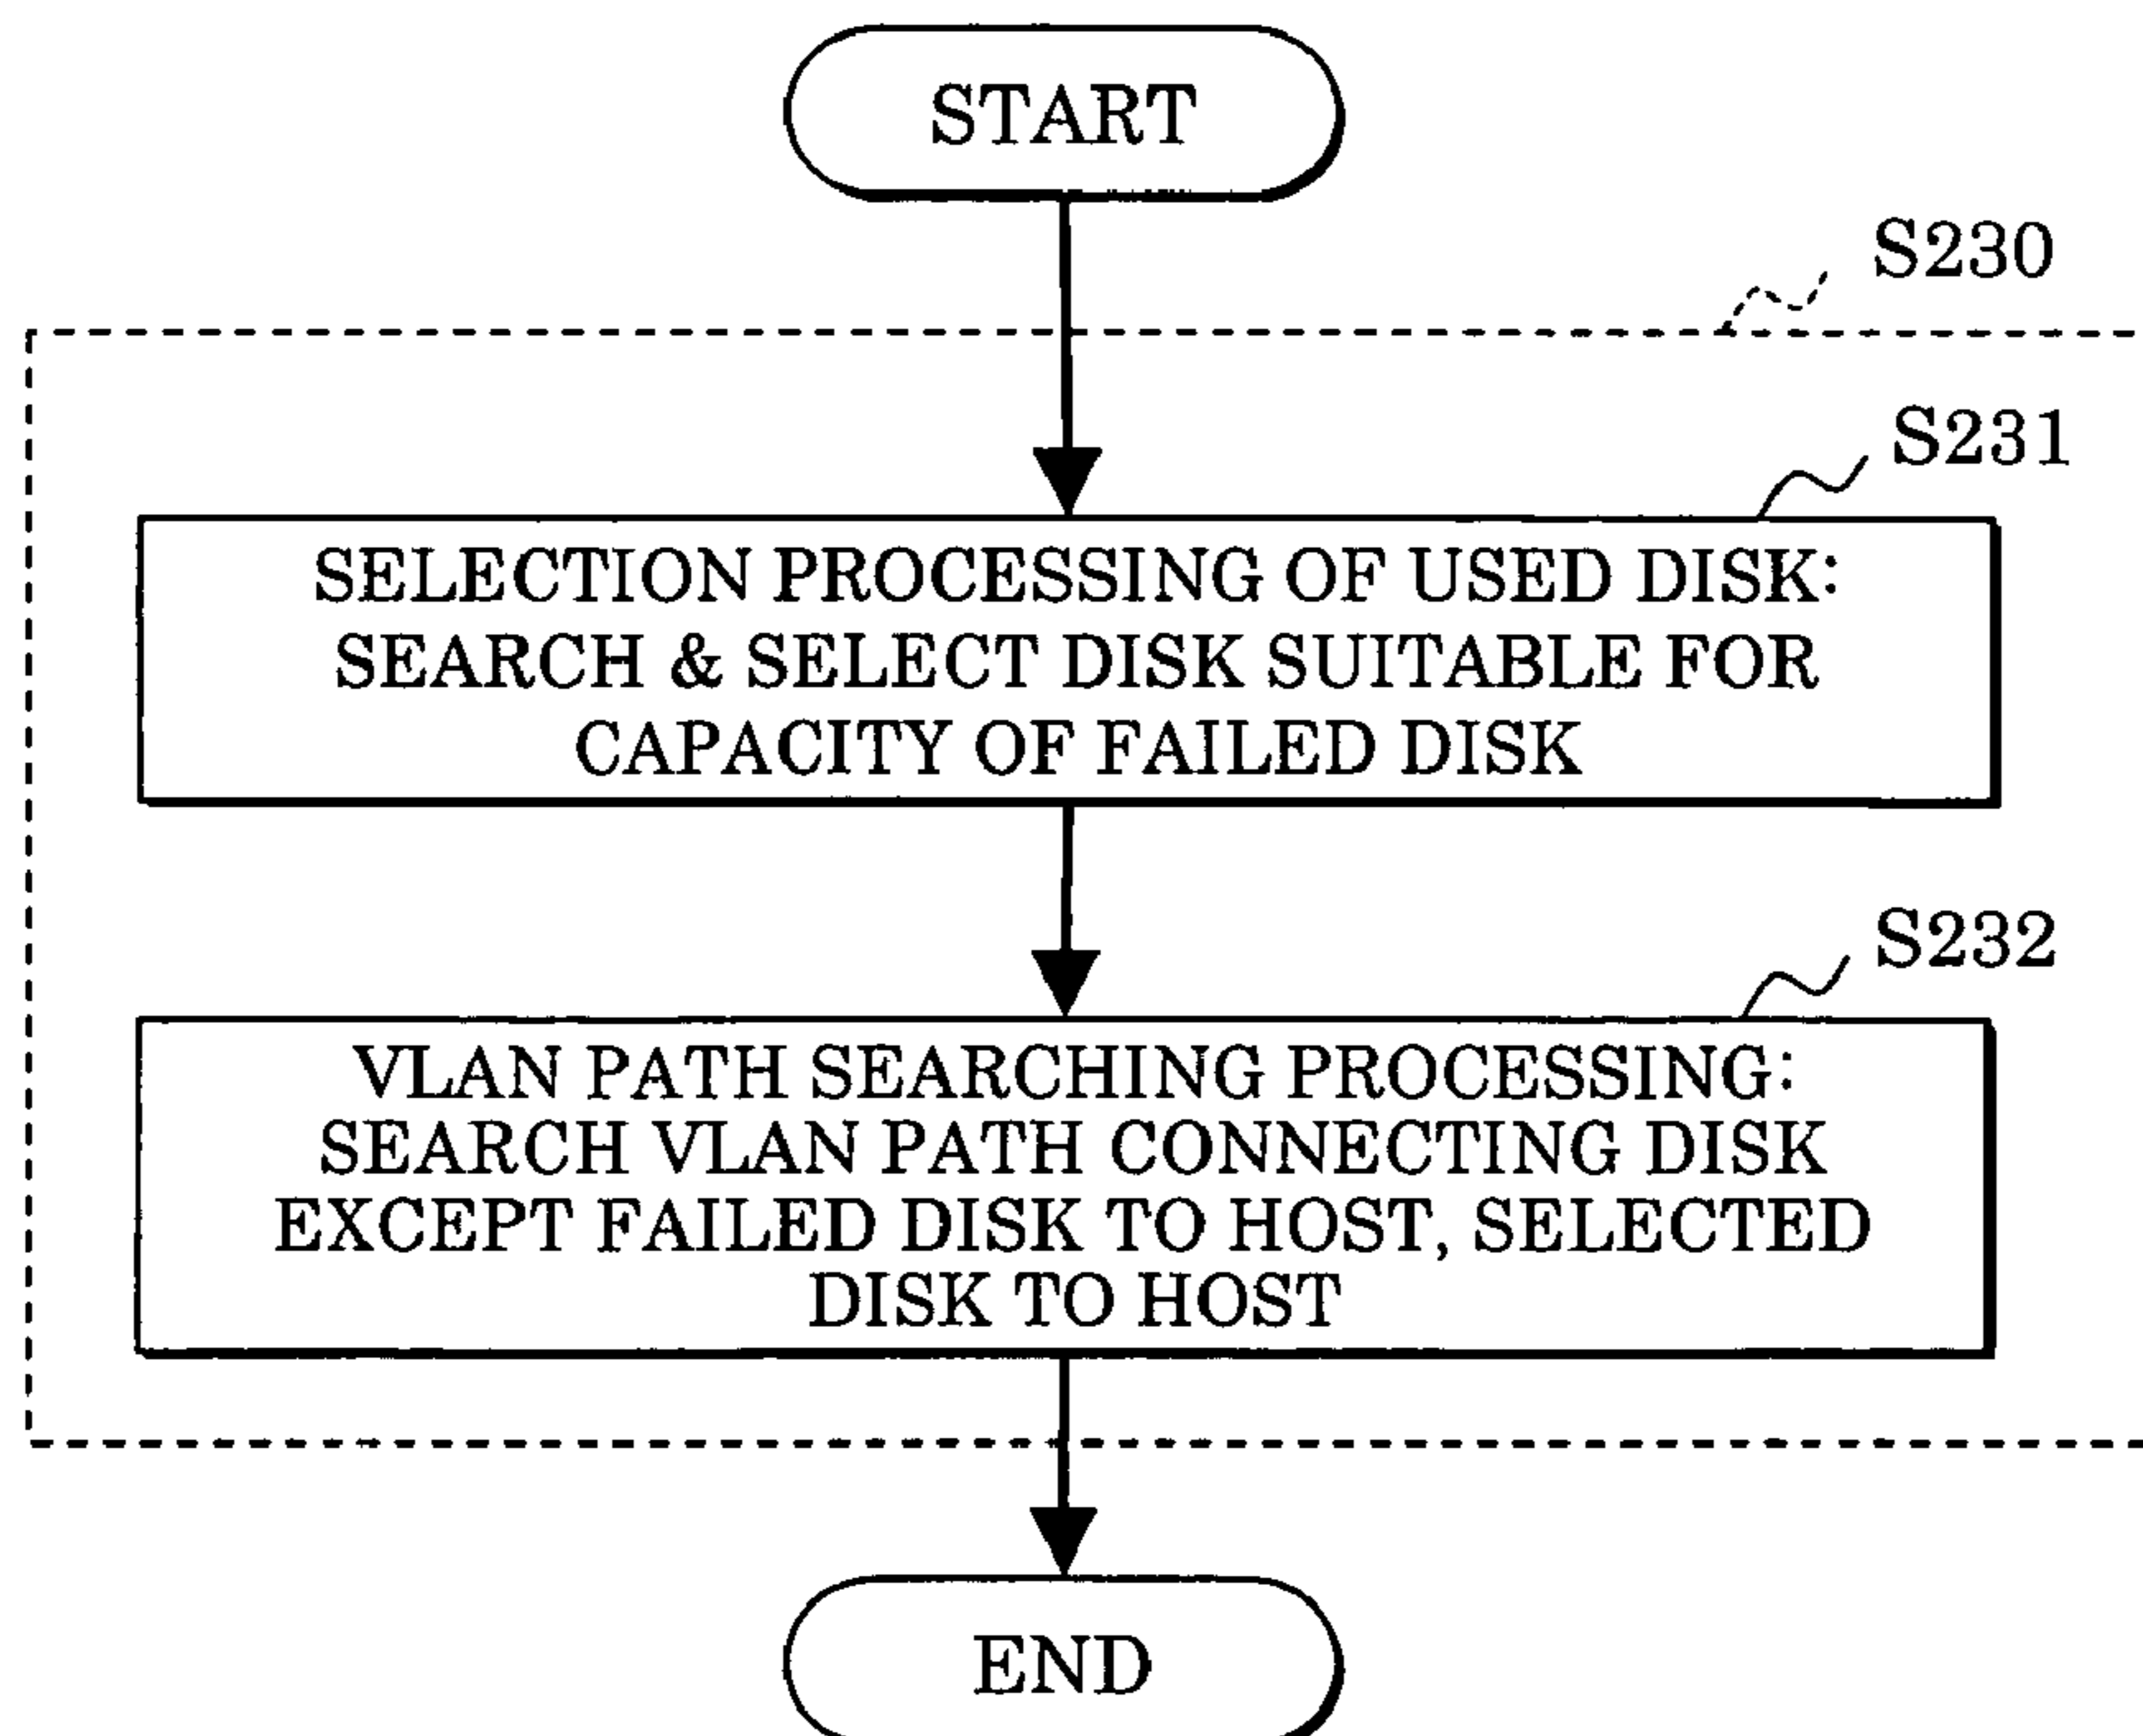 START
S230
S231
SELECTION PROCESSING OF USED DISK:
SEARCH & SELECT DISK SUITABLE FOR
CAPACITY OF FAILED DISK
S232
VLAN PATH SEARCHING PROCESSING:
SEARCH VLAN PATH CONNECTING DISK
EXCEPT FAILED DISK TO HOST, SELECTED
DISK TO HOST
END